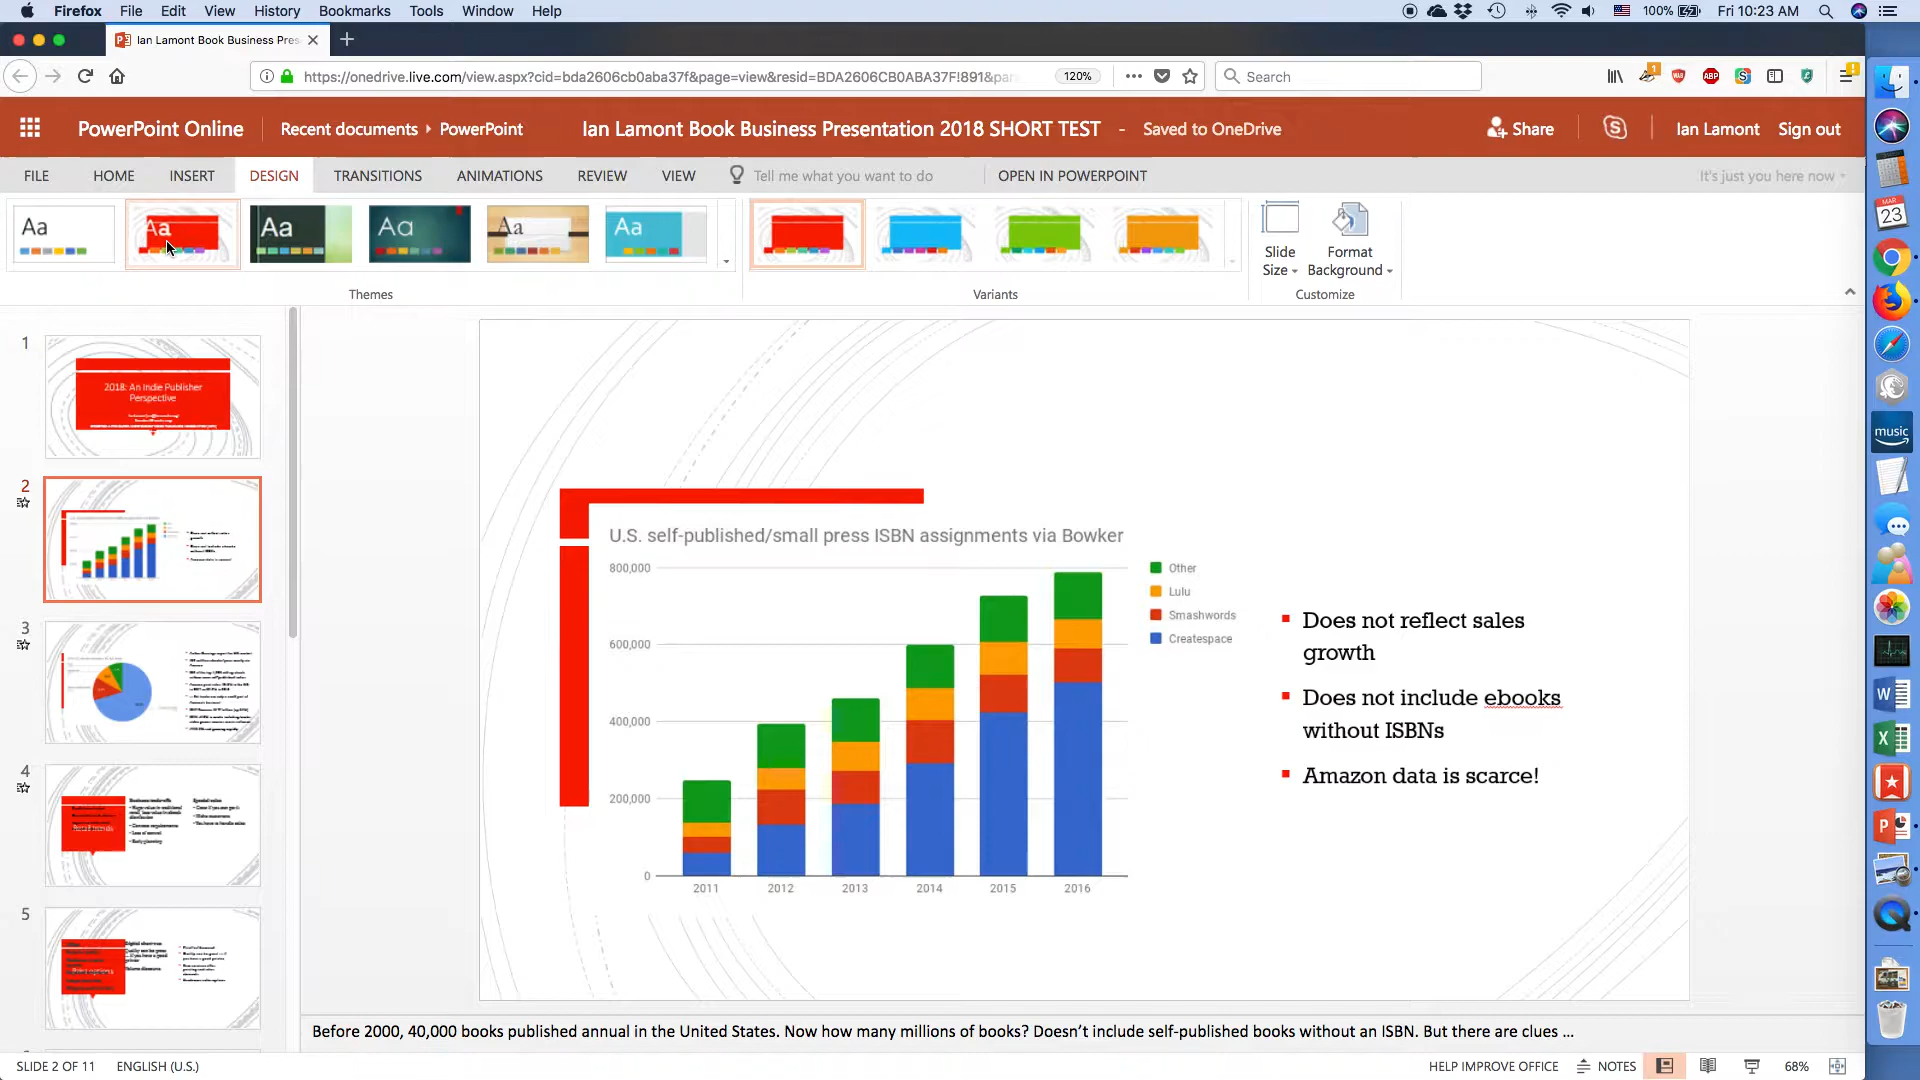 Firefox File Edit View History Bookmarks Tools Window Help
100% Fri 10:23 AM
Ian Lamont Book Business Pres
https://onedrive.live.com/view.aspx?cid=bda2606cb0aba37f&page=view&resid=BDA2606CB0ABA37F!891&par
120%
Search
ABP
PowerPoint Online
Recent documents
PowerPoint
Ian Lamont Book Business Presentation 2018 SHORT TEST - Saved to OneDrive
Share
Ian Lamont
Sign out
FILE HOME INSERT DESIGN TRANSITIONS ANIMATIONS REVIEW VIEW
Tell me what you want to do
OPEN IN POWERPOINT
It's just you here now
Aa
Aa
Aa
Aa
Aa
Aa
Slide
Size
Format
Background
Themes
Variants
Customize
MAR
23
music
1
2018: An Indie Publisher
Perspective
2
3
4
5
U.S. self-published/small press ISBN assignments via Bowker
800,000
600,000
400,000
200,000
0
2011 2012 2013 2014 2015 2016
Other
Lulu
Smashwords
Createspace
Does not reflect sales
growth
Does not include ebooks
without ISBNs
Amazon data is scarce!
Before 2000, 40,000 books published annual in the United States. Now how many millions of books? Doesn't include self-published books without an ISBN. But there are clues ...
SLIDE 2 OF 11
ENGLISH (U.S.)
HELP IMPROVE OFFICE
NOTES
68%